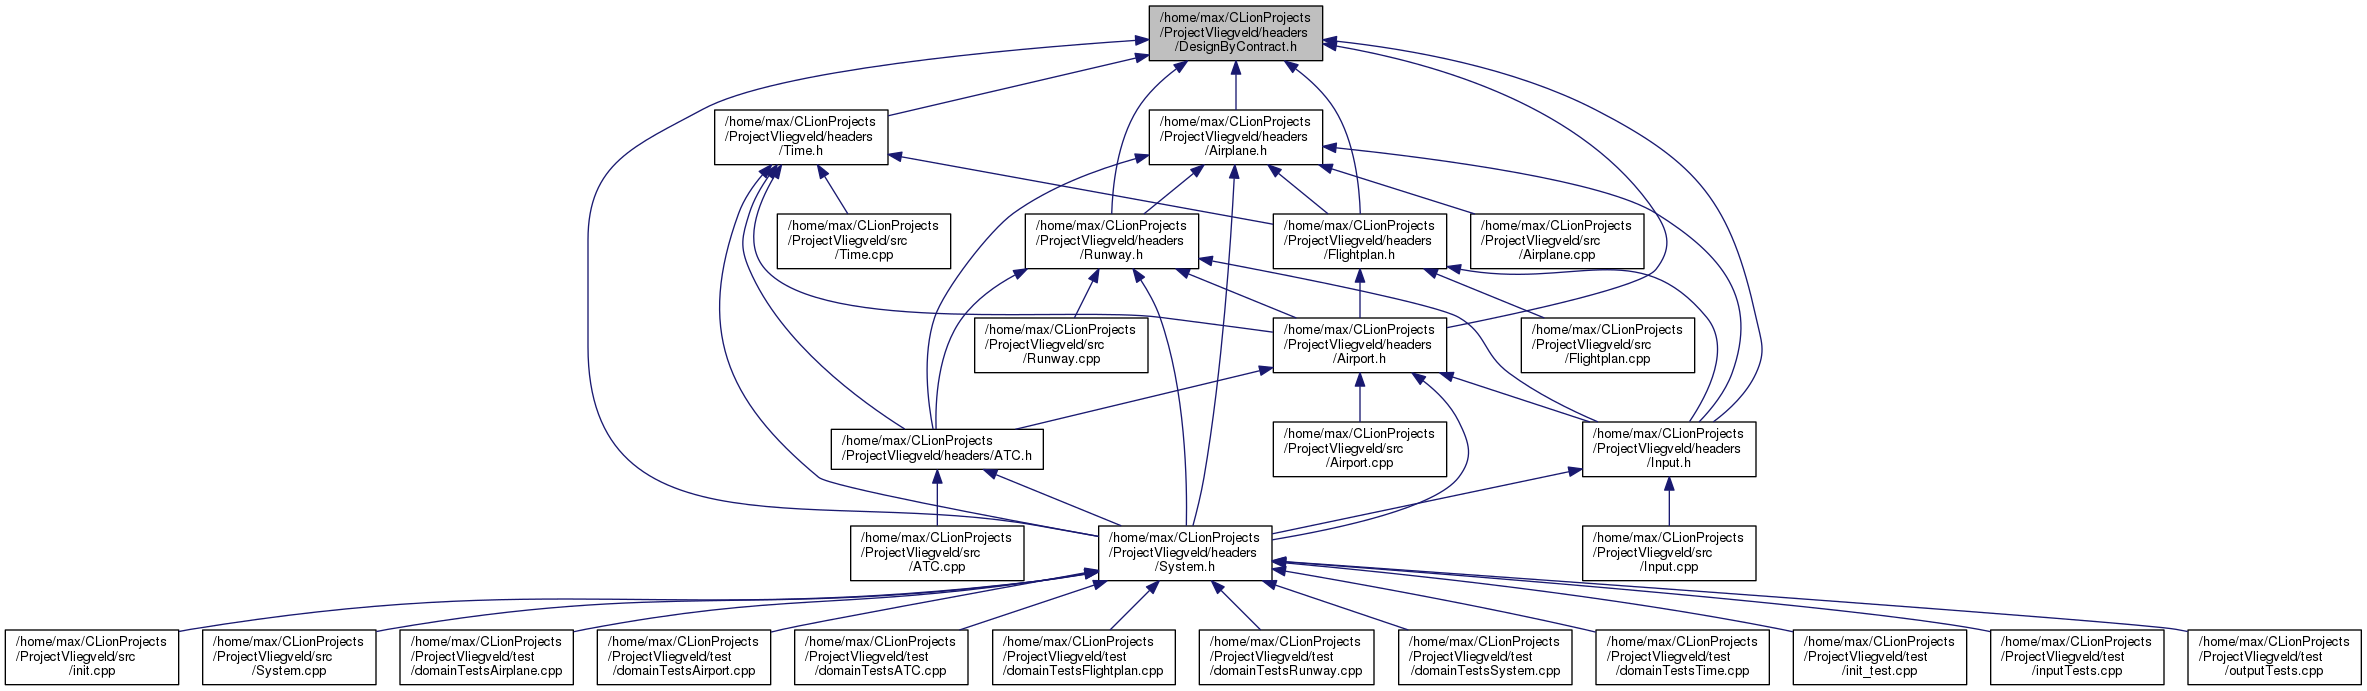 /home/max/CLionProjects
/ProjectVliegveld/headers
/DesignByContract.h
/home/max/CLionProjects
/ProjectVliegveld/headers
/Time.h
/home/max/CLionProjects
/ProjectVliegveld/headers
/Airplane.h
/home/max/CLionProjects
/ProjectVliegveld/src
/Time.cpp
/home/max/CLionProjects
/ProjectVliegveld/headers
/Runway.h
/home/max/CLionProjects
/ProjectVliegveld/headers
/Flightplan.h
/home/max/CLionProjects
/ProjectVliegveld/src
/Airplane.cpp
/home/max/CLionProjects
/ProjectVliegveld/src
/Runway.cpp
/home/max/CLionProjects
/ProjectVliegveld/headers
/Airport.h
/home/max/CLionProjects
/ProjectVliegveld/src
/Flightplan.cpp
/home/max/CLionProjects
/ProjectVliegveld/headers/ATC.h
/home/max/CLionProjects
/ProjectVliegveld/src
/Airport.cpp
/home/max/CLionProjects
/ProjectVliegveld/headers
/Input.h
/home/max/CLionProjects
/ProjectVliegveld/src
/ATC.cpp
/home/max/CLionProjects
/ProjectVliegveld/headers
/System.h
/home/max/CLionProjects
/ProjectVliegveld/src
/Input.cpp
/home/max/CLionProjects
/ProjectVliegveld/src
/init.cpp
/home/max/CLionProjects
/ProjectVliegveld/src
/System.cpp
/home/max/CLionProjects
/ProjectVliegveld/test
/domainTestsAirplane.cpp
/home/max/CLionProjects
/ProjectVliegveld/test
/domainTestsAirport.cpp
/home/max/CLionProjects
/ProjectVliegveld/test
/domainTestsATC.cpp
/home/max/CLionProjects
/ProjectVliegveld/test
/domainTestsFlightplan.cpp
/home/max/CLionProjects
/ProjectVliegveld/test
/domainTestsRunway.cpp
/home/max/CLionProjects
/ProjectVliegveld/test
/domainTestsSystem.cpp
/home/max/CLionProjects
/ProjectVliegveld/test
/domainTestsTime.cpp
/home/max/CLionProjects
/ProjectVliegveld/test
/init_test.cpp
/home/max/CLionProjects
/ProjectVliegveld/test
/inputTests.cpp
/home/max/CLionProjects
/ProjectVliegveld/test
/outputTests.cpp